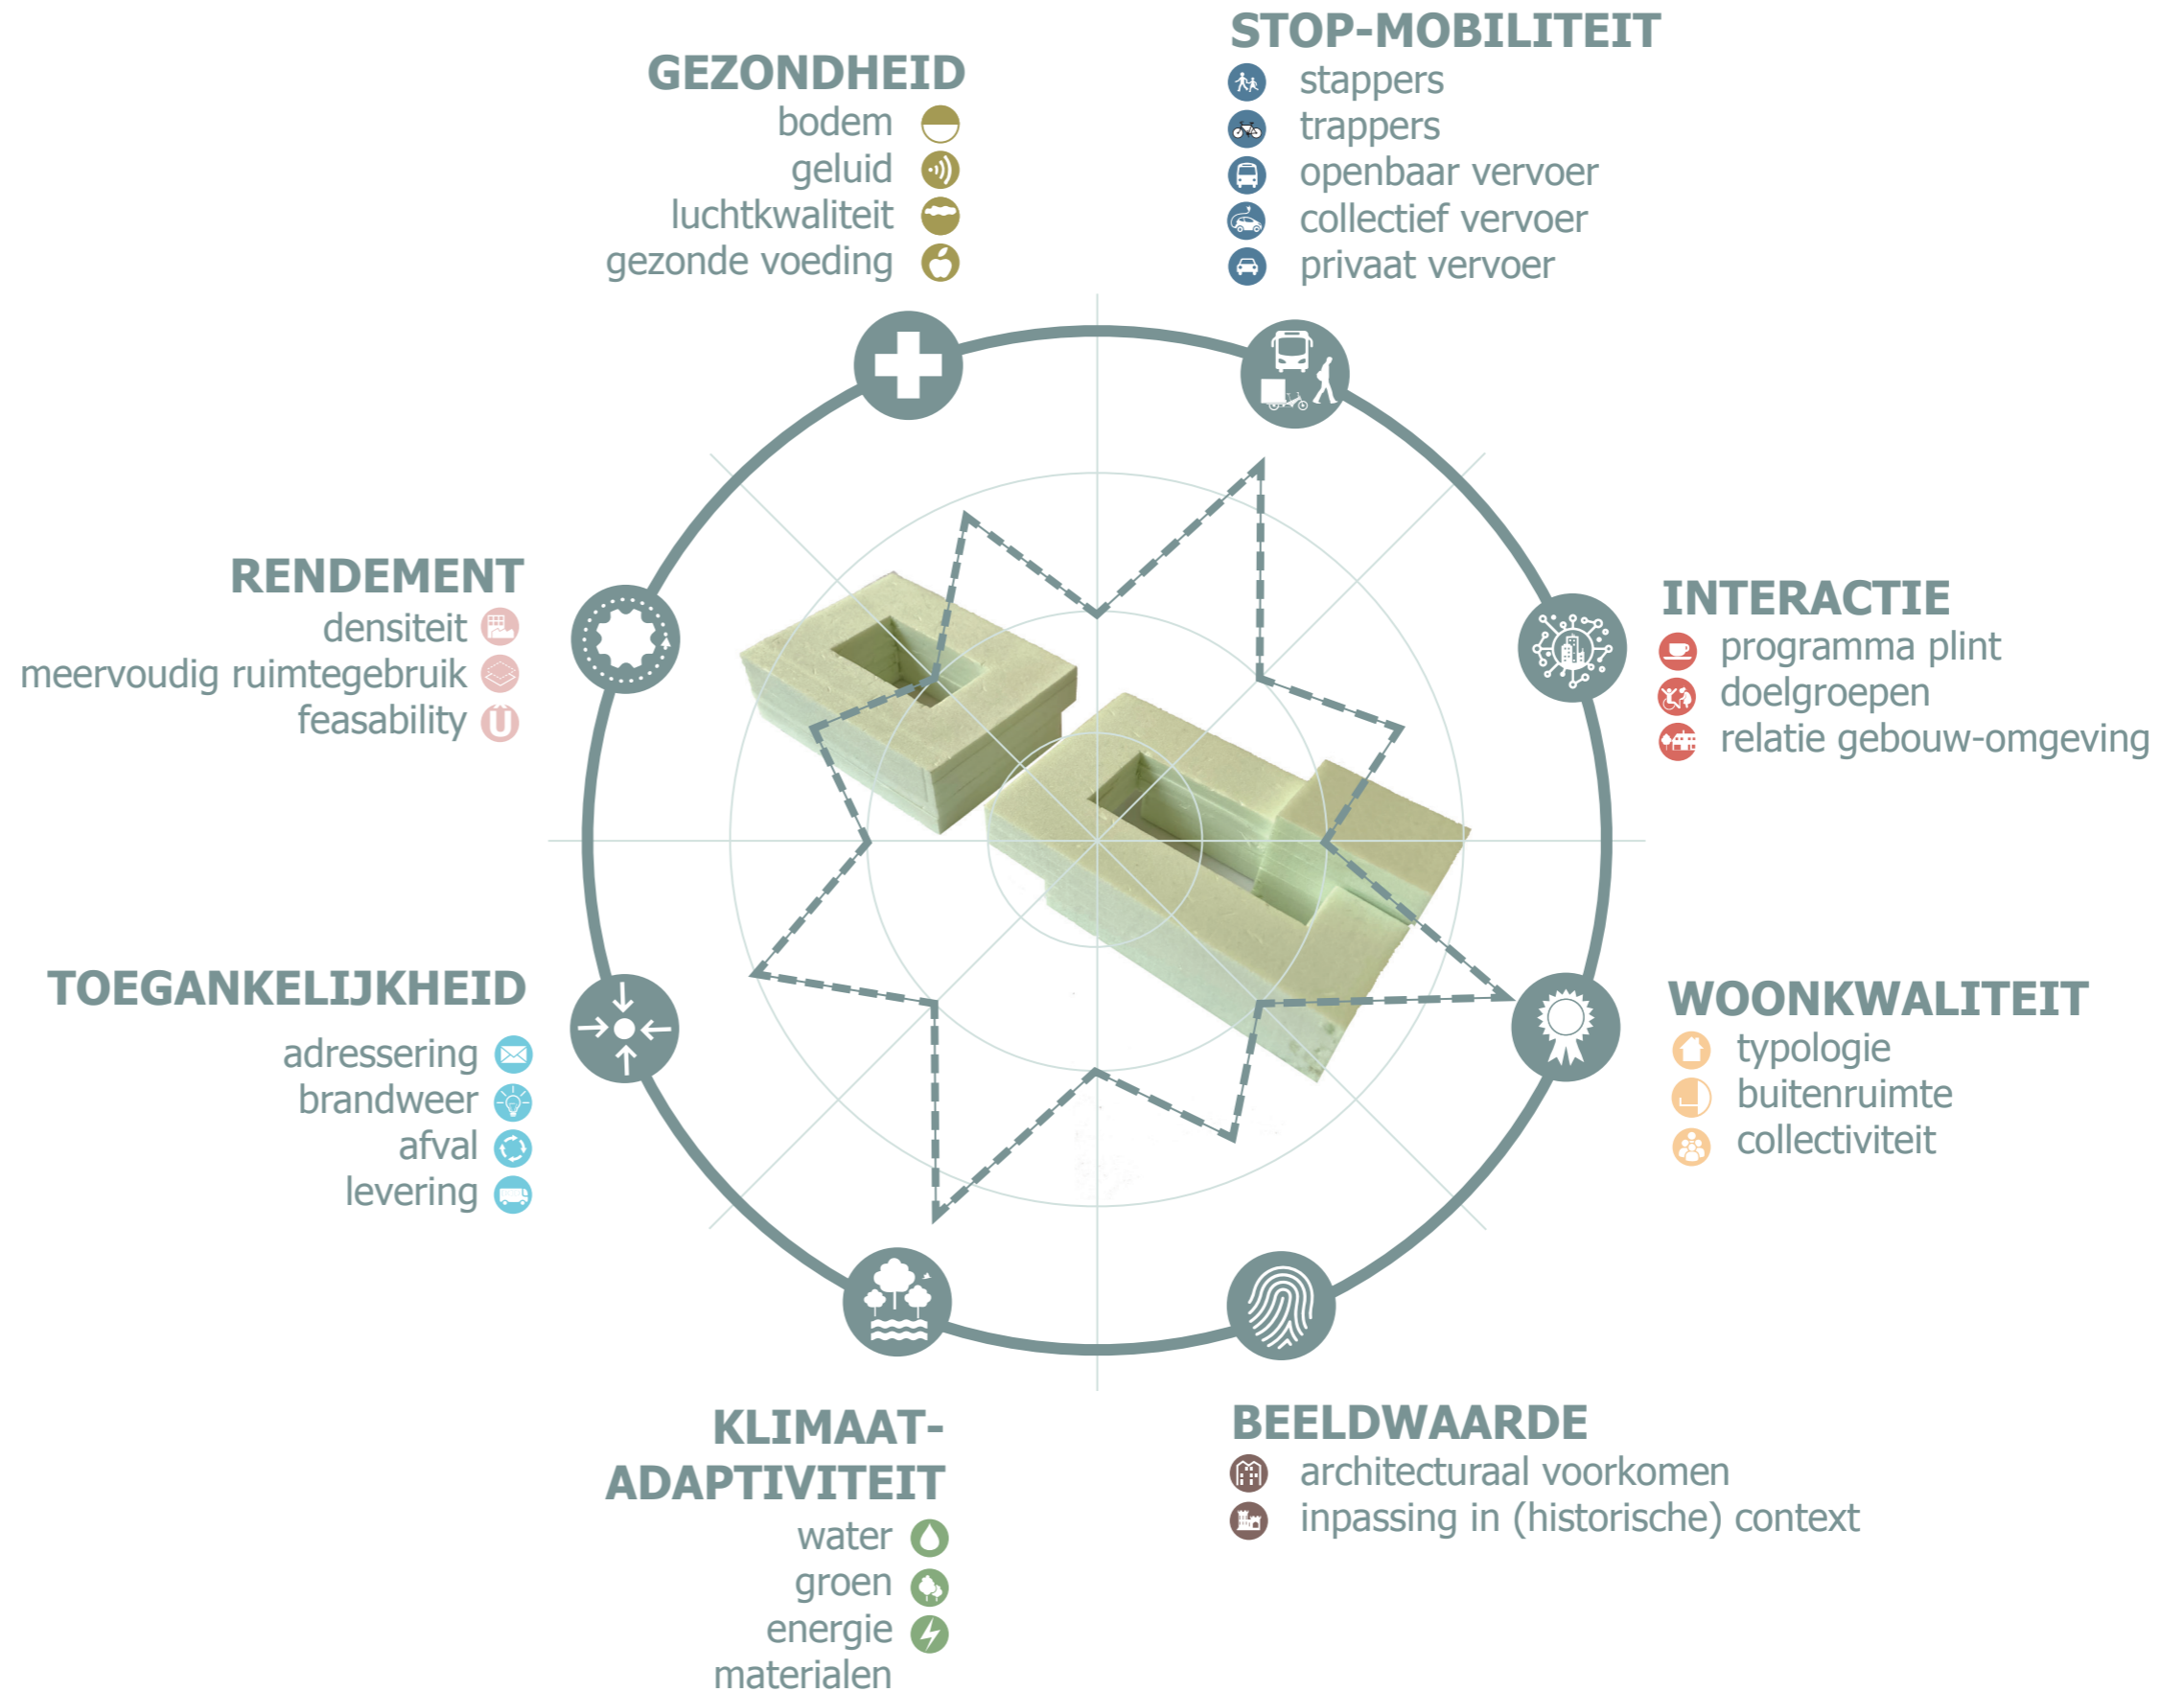 STOP-MOBILITEIT
stappers
trappers
openbaar vervoer
collectief vervoer
privaat vervoer
GEZONDHEID
bodem
geluid
luchtkwaliteit
gezonde voeding
RENDEMENT
densiteit
meervoudig ruimtegebruik
feasability
INTERACTIE
programma plint
doelgroepen
relatie gebouw-omgeving
TOEGANKELIJKHEID
adressering
brandweer
afval
levering
WOONKWALITEIT
typologie
buitenruimte
collectiviteit
KLIMAAT-
ADAPTIVITEIT
water
groen
energie
materialen
BEELDWAARDE
architecturaal voorkomen
inpassing in (historische) context